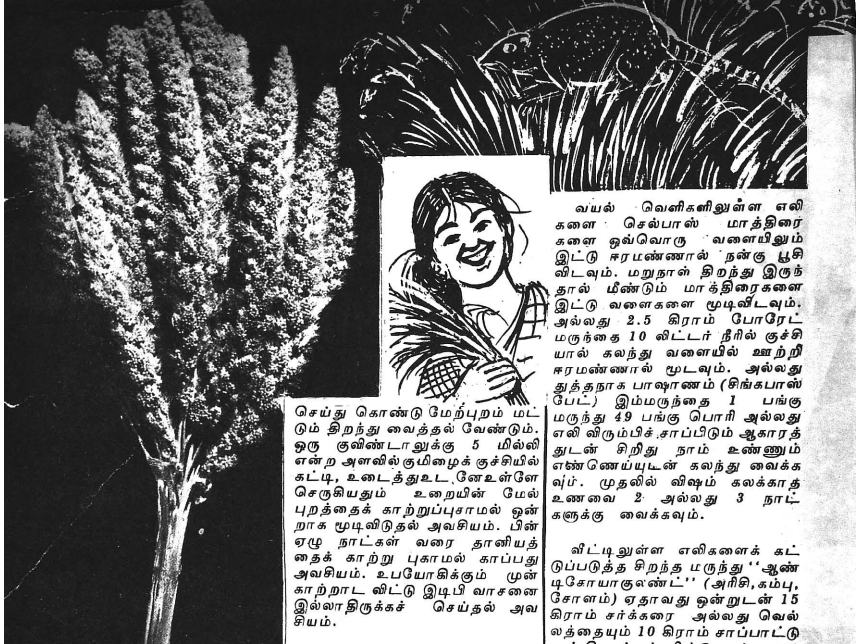 செய்து கொண்டு மேற்புறம் மட்
டும் திறந்து வைத்தல் வேண்டும்.
ஒரு குவிண்டாலுக்கு 5 மில்லி
என்ற அளவில் குமிழைக் குச்சியில்
கட்டி, உடைத்துஉடனேஉள்ளே
செருகியதும் உறையின் மேல்
புறத்தைக் காற்றுப்புசாமல் ஒன்
றாக மூடிவிடுதல் அவசியம். பின்
ஏழு நாட்கள் வரை தானியத்
தைக் காற்று புகாமல் காப்பது
அவசியம். உபயோகிக்கும் முன்
காற்றாட விட்டு இடிபி வாசனை
இல்லாதிருக்கச் செய்தல் அவ
சியம்.
வயல் வெளிகளிலுள்ள எலி
களை செல்பாஸ் மாத்திரை
களை ஒவ்வொரு வளையிலும்
இட்டு ஈரமண்ணால் நன்கு பூசி
விடவும். மறுநாள் திறந்து இருந்
தால் மீண்டும் மாத்திரைகளை
இட்டு வளைகளை மூடிவிடவும்.
அல்லது 2.5 கிராம் போரேட்
மருந்தை 10 லிட்டர் நீரில் குச்சி
யால் கலந்து வளையில் ஊற்றி
ஈரமண்ணால் மூடவும். அல்லது
துத்தநாக பாஷாணம் (சிங்கபாஸ்
பேட்) இம்மருந்தை 1 பங்கு
மருந்து 49 பங்கு பொரி அல்லது
எலி விரும்பிச் சாப்பிடும் ஆகாரத்
துடன் சிறிது நாம் உண்ணும்
எண்ணெய்யுடன் கலந்து வைக்க
வும். முதலில் விஷம் கலக்காத
உணவை 2 அல்லது 3 நாட்
களுக்கு வைக்கவும்.
வீட்டிலுள்ள எலிகளைக் கட்
டுப்படுத்த சிறந்த மருந்து "ஆண்
டிசோயாகுலண்ட்" (அரிசி,கம்பு,
சோளம்) ஏதாவது ஒன்றுடன் 15
கிராம் சர்க்கரை அல்லது வெல்
லத்தையும் 10 கிராம் சாப்பாட்டு